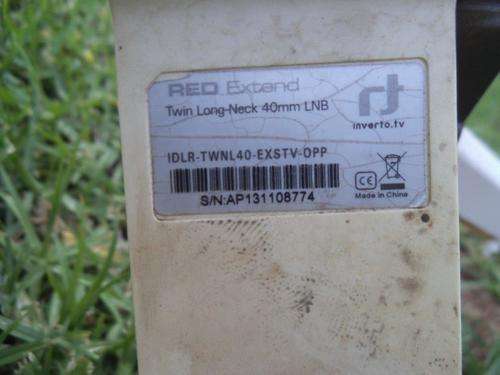 RED Extend
Twin Long-Neck 40mm LNB
inverto.tv
IDLR-TWNL40-EXSTV-OPP
S/N:AP131108774
CE
Made in China